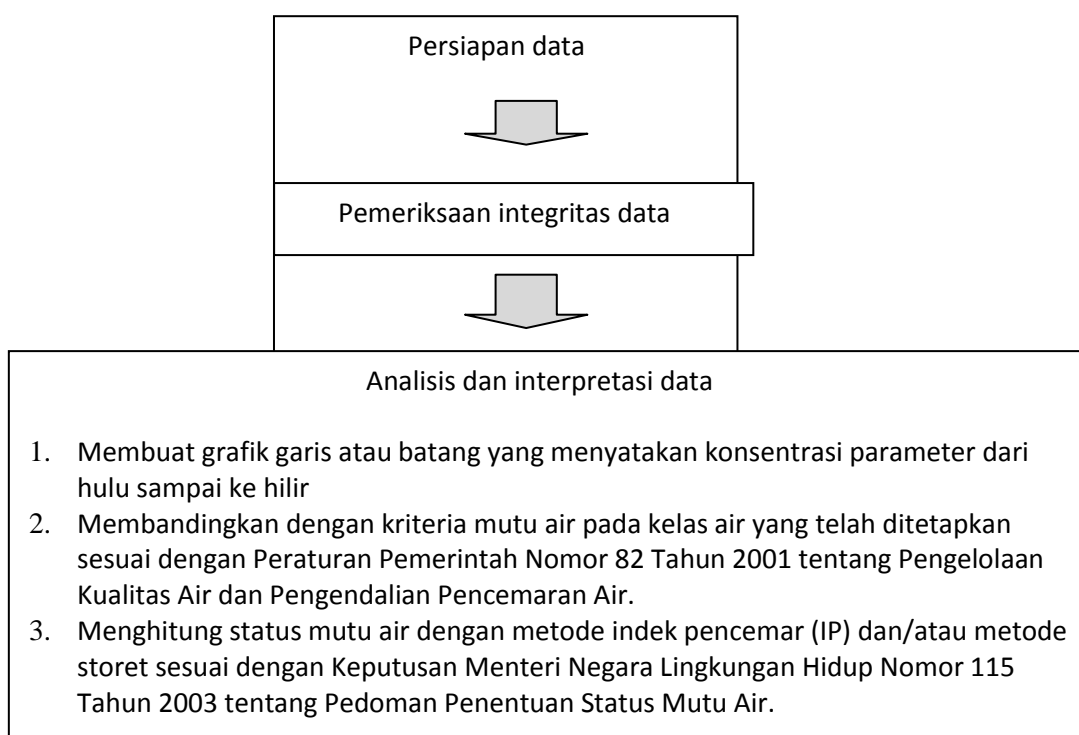 Persiapan data
Pemeriksaan integritas data
Analisis dan interpretasi data
1. Membuat grafik garis atau batang yang menyatakan konsentrasi parameter dari
hulu sampai ke hilir
2. Membandingkan dengan kriteria mutu air pada kelas air yang telah ditetapkan
sesuai dengan Peraturan Pemerintah Nomor 82 Tahun 2001 tentang Pengelolaan
Kualitas Air dan Pengendalian Pencemaran Air.
3. Menghitung status mutu air dengan metode indek pencemar (IP) dan/atau metode
storet sesuai dengan Keputusan Menteri Negara Lingkungan Hidup Nomor 115
Tahun 2003 tentang Pedoman Penentuan Status Mutu Air.